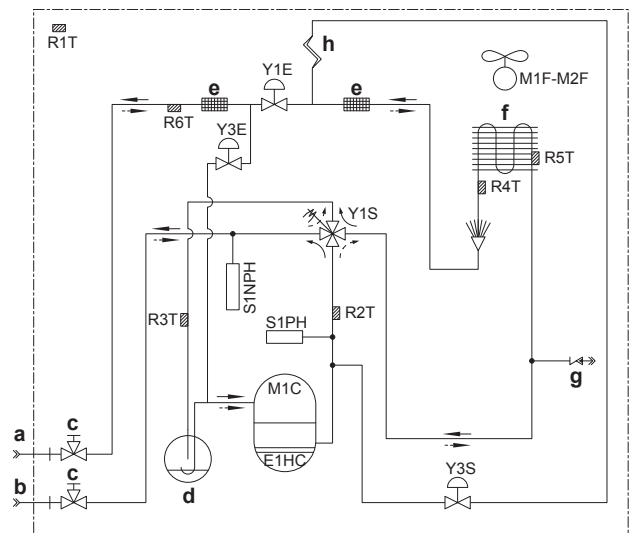 R1T
h
Y1E
M1F-M2F
e
e
f
R6T
Y3E
R5T
R4T
Y1S
S1NPH
R3T
R2T
S1PH
g
M1C
a
c
E1HC
b
c
d
Y3S